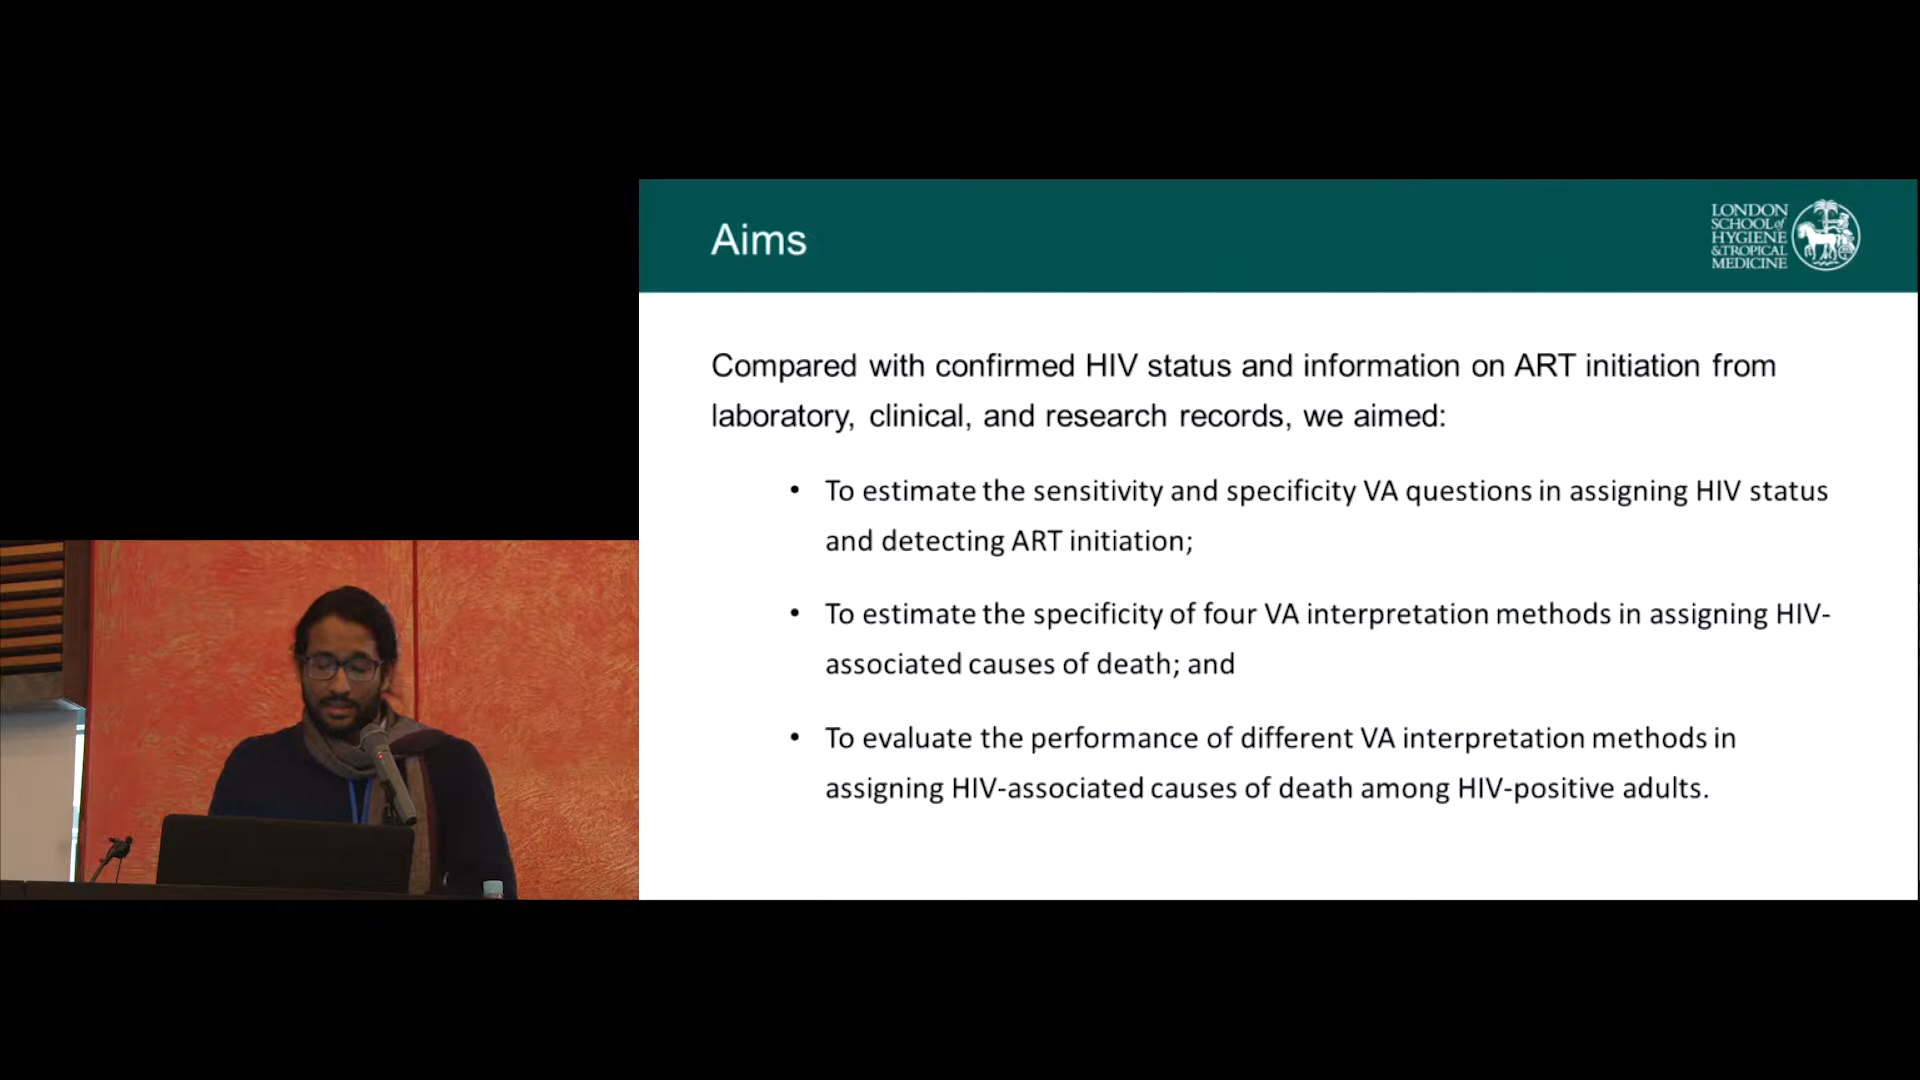 Aims
LONDON
SCHOOL of
HYGIENE
& TROPICAL
MEDICINE
Compared with confirmed HIV status and information on ART initiation from
laboratory, clinical, and research records, we aimed:
• To estimate the sensitivity and specificity VA questions in assigning HIV status
and detecting ART initiation;
• To estimate the specificity of four VA interpretation methods in assigning HIV-
associated causes of death; and
• To evaluate the performance of different VA interpretation methods in
assigning HIV-associated causes of death among HIV-positive adults.